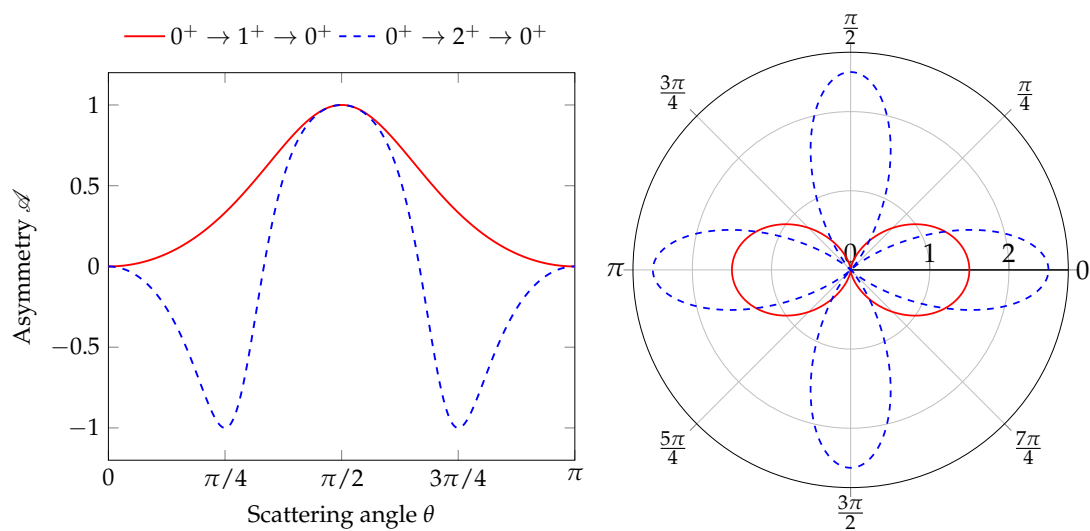 0⁺ → 1⁺ → 0⁺ 0⁺ → 2⁺ → 0⁺
1
0.5
0
−0.5
−1
Asymmetry 𝒜
0 π/4 π/2 3π/4 π
Scattering angle θ
π/2
3π/4 π/4
π 0 1 2 0
5π/4 7π/4
3π/2